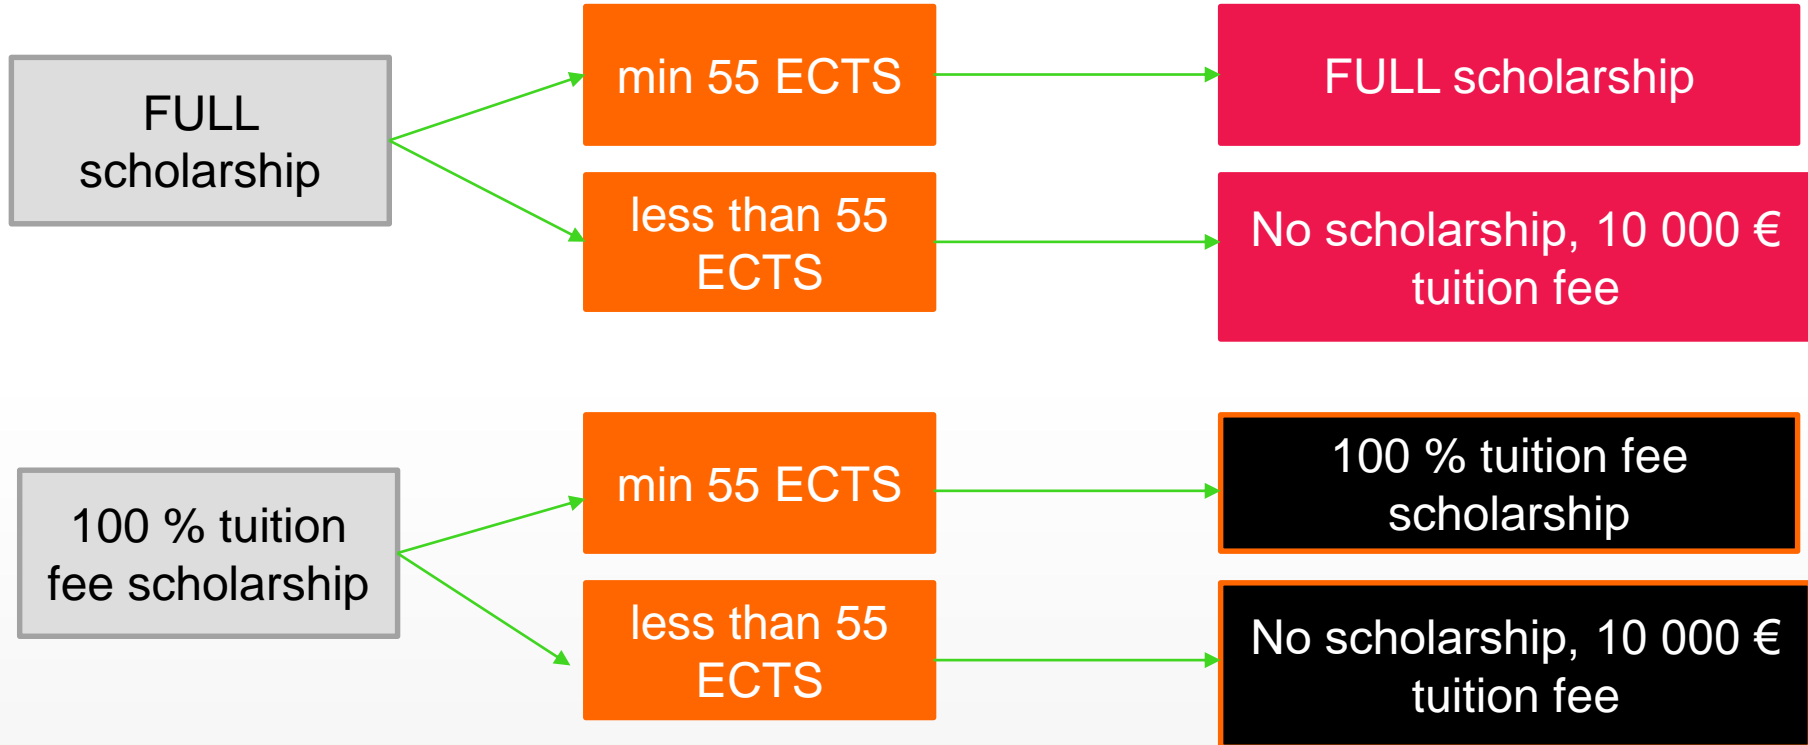 FULL
scholarship
min 55 ECTS
FULL scholarship
less than 55
ECTS
No scholarship, 10 000 €
tuition fee
100 % tuition
fee scholarship
min 55 ECTS
100 % tuition fee
scholarship
less than 55
ECTS
No scholarship, 10 000 €
tuition fee